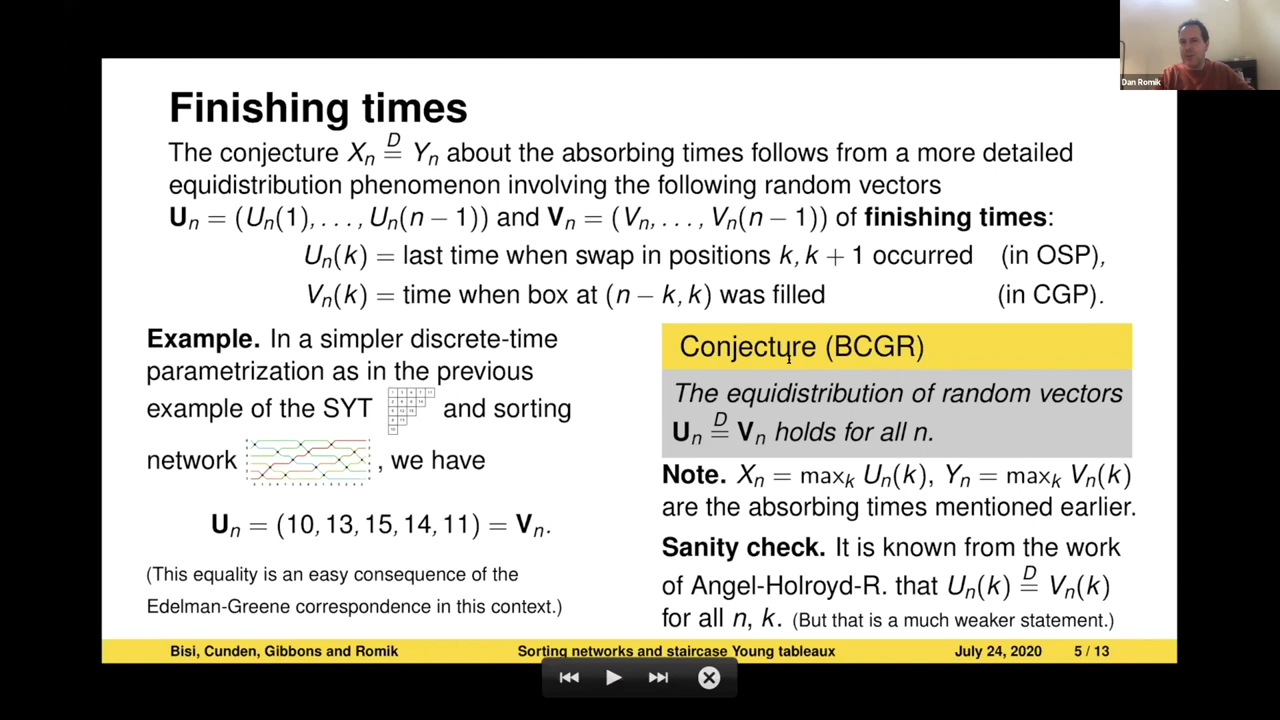 Dan Romik
Finishing times
The conjecture Xₙ =ᴰ Yₙ about the absorbing times follows from a more detailed
equidistribution phenomenon involving the following random vectors
Uₙ = (Uₙ(1), . . . , Uₙ(n − 1)) and Vₙ = (Vₙ, . . . , Vₙ(n − 1)) of finishing times:
Uₙ(k) = last time when swap in positions k, k + 1 occurred (in OSP),
Vₙ(k) = time when box at (n − k, k) was filled (in CGP).
Example. In a simpler discrete-time
parametrization as in the previous
example of the SYT and sorting
network , we have
Uₙ = (10, 13, 15, 14, 11) = Vₙ.
(This equality is an easy consequence of the
Edelman-Greene correspondence in this context.)
Conjecture (BCGR)
The equidistribution of random vectors
Uₙ =ᴰ Vₙ holds for all n.
Note. Xₙ = maxₖ Uₙ(k), Yₙ = maxₖ Vₙ(k)
are the absorbing times mentioned earlier.
Sanity check. It is known from the work
of Angel-Holroyd-R. that Uₙ(k) =ᴰ Vₙ(k)
for all n, k. (But that is a much weaker statement.)
Bisi, Cunden, Gibbons and Romik Sorting networks and staircase Young tableaux July 24, 2020 5 / 13